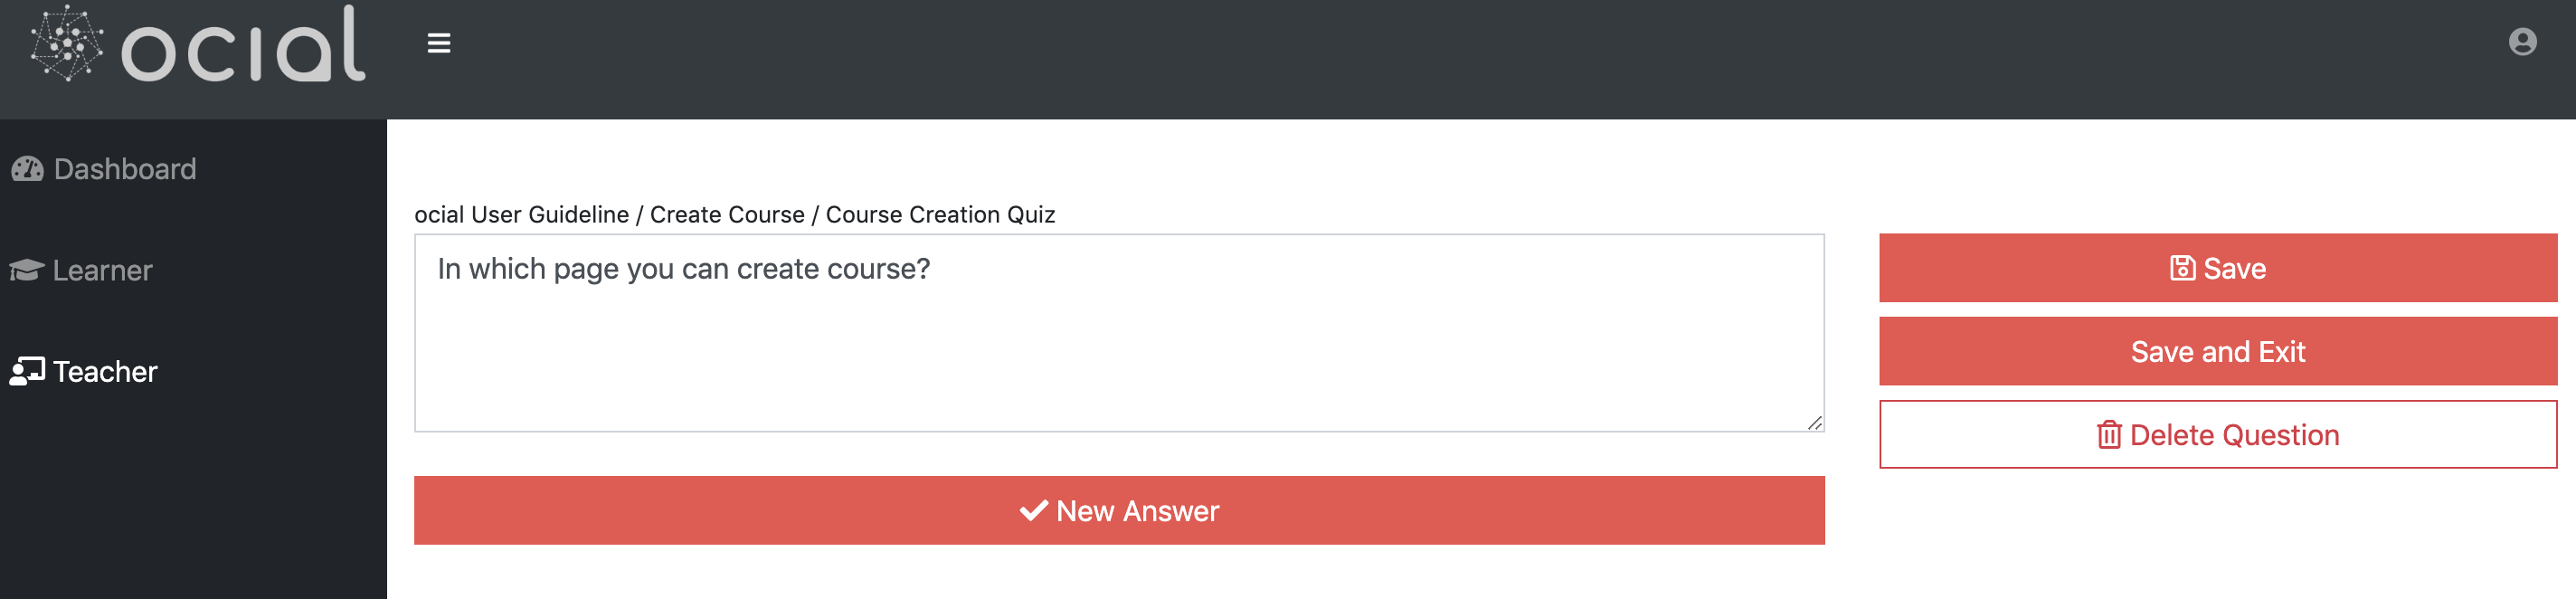 ocial
Dashboard
Learner
Teacher
ocial User Guideline / Create Course / Course Creation Quiz
In which page you can create course?
New Answer
Save
Save and Exit
Delete Question